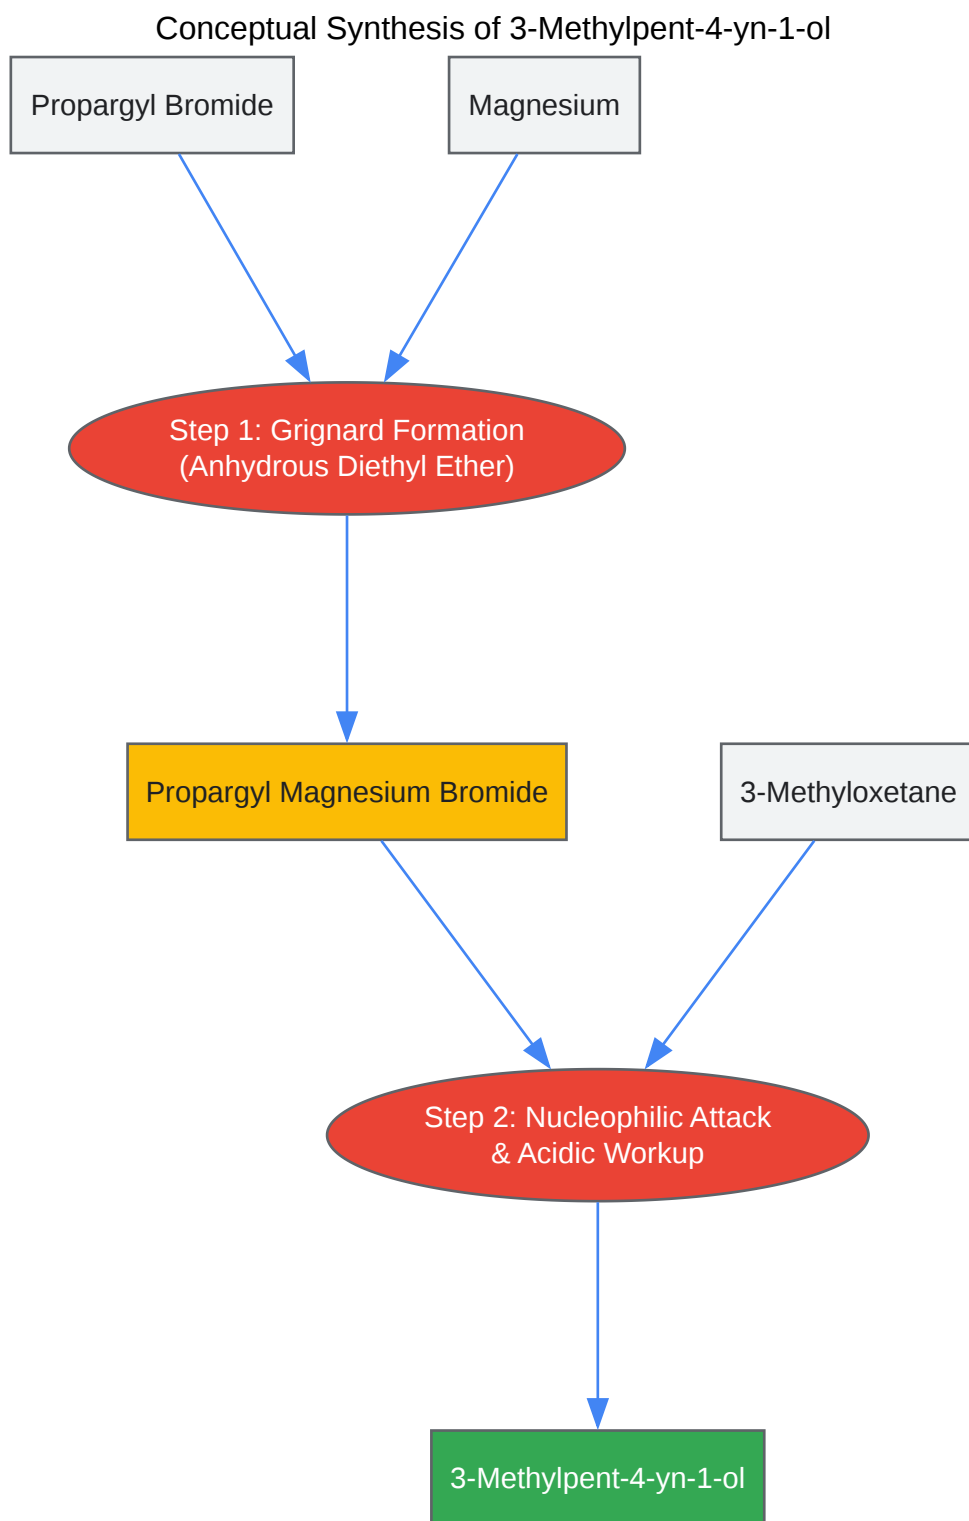 Conceptual Synthesis of 3-Methylpent-4-yn-1-ol
Propargyl Bromide
Magnesium
Step 1: Grignard Formation
(Anhydrous Diethyl Ether)
Propargyl Magnesium Bromide
3-Methyloxetane
Step 2: Nucleophilic Attack
& Acidic Workup
3-Methylpent-4-yn-1-ol